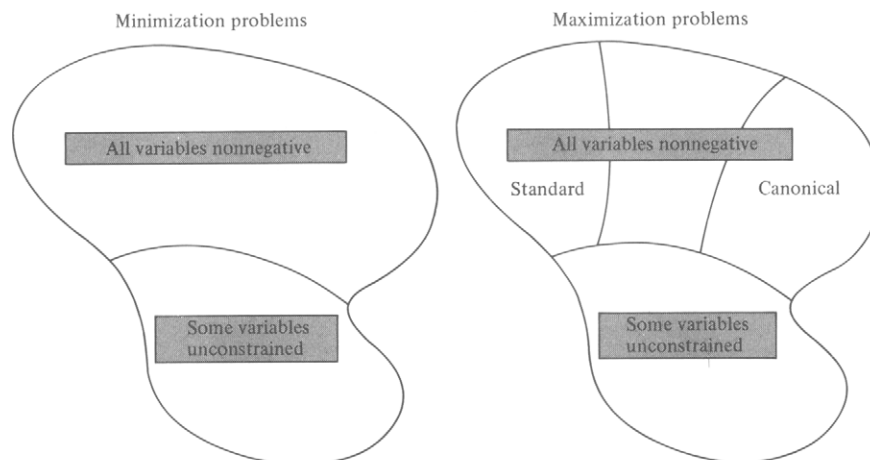 Minimization problems
Maximization problems
All variables nonnegative
All variables nonnegative
Standard
Canonical
Some variables
unconstrained
Some variables
unconstrained